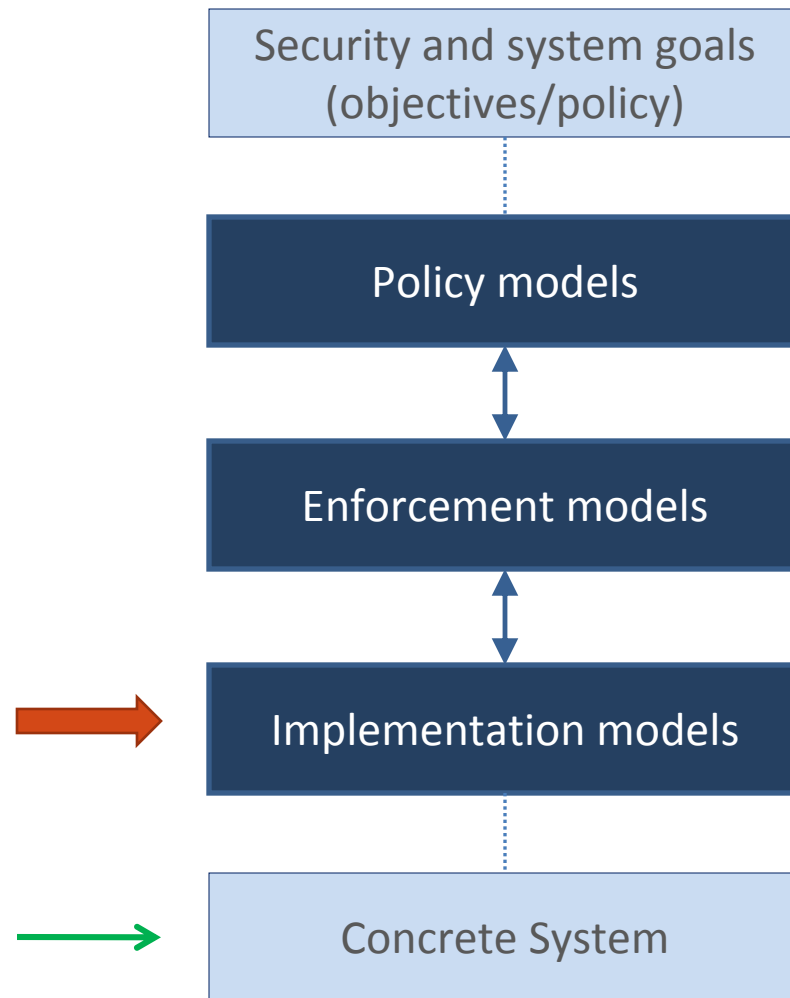 Security and system goals
(objectives/policy)
Policy models
Enforcement models
Implementation models
Concrete System